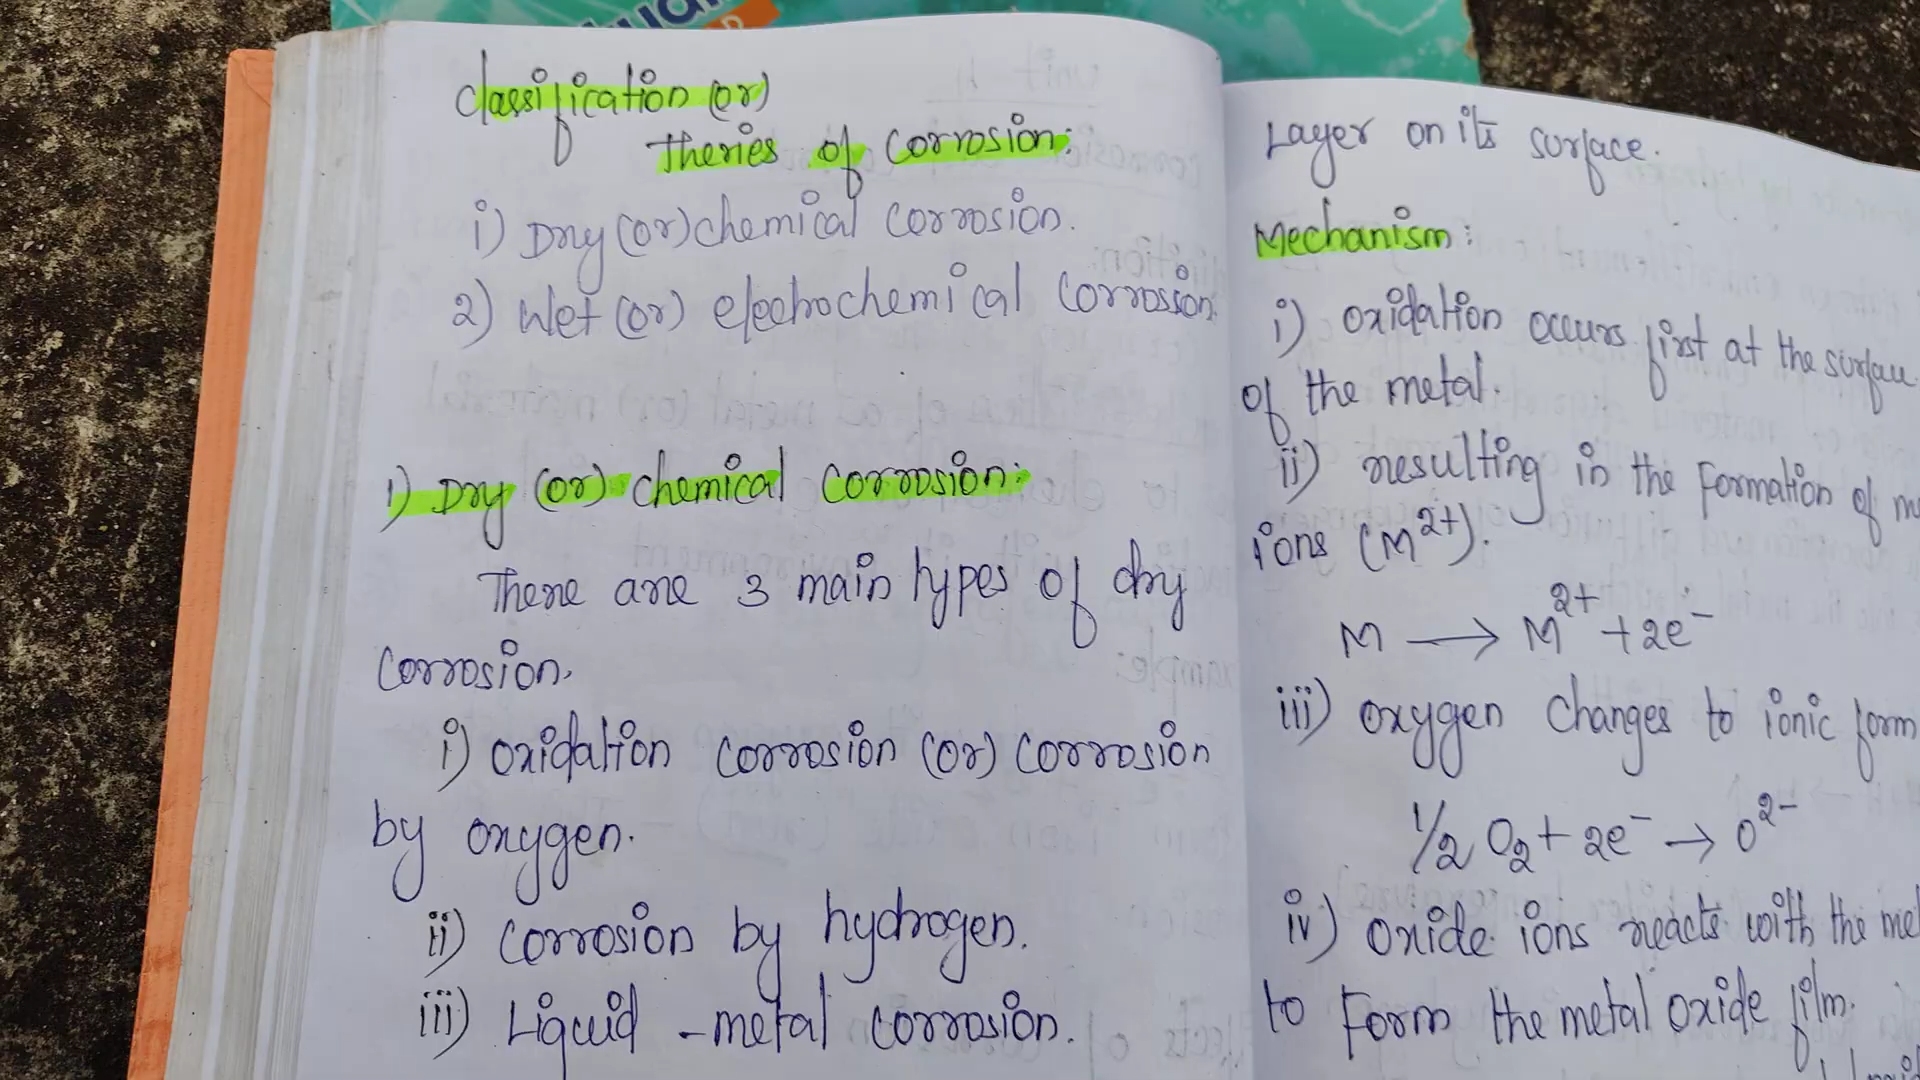 Classification (or)
theries of corrosion:
i) Dry (or) chemical corrosion.
2) Wet (or) electrochemical corrosion.
1) Dry (or) chemical corrosion:
There are 3 main types of dry
corrosion.
i) oxidation corrosion (or) corrosion
by oxygen.
ii) corrosion by hydrogen.
iii) Liquid -metal corrosion.
Layer on its surface.
Mechanism:
i) oxidation occurs first at the surface
of the metal.
ii) resulting in the formation of
ions (M²⁺).
M → M²⁺ + 2e⁻
iii) oxygen changes to ionic form
1/2 O₂ + 2e⁻ → O²⁻
iv) oxide ions reacts with the
to form the metal oxide film.